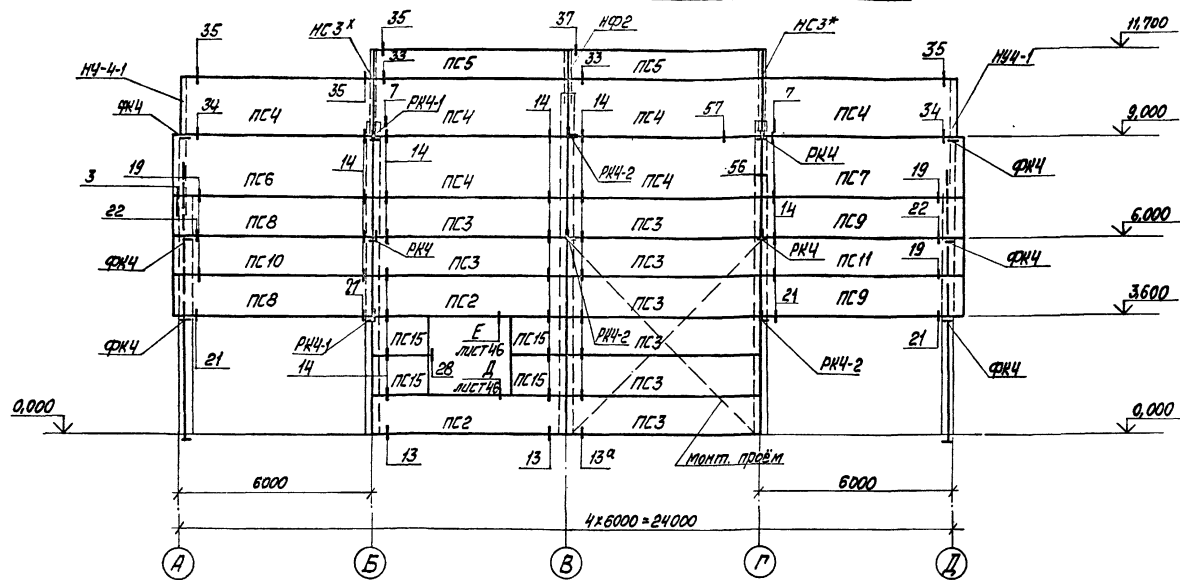 35 НС3х 35 37 НФ2 НС3* 35 11,700
НУ-4-1 33 ПС5 33 ПС5 НУ4-1
35 7 РК4-1 14 14 57 7
ФК4 34 ПС4 ПС4 ПС4 ПС4 34 9,000
3 19 14 14 РК4-2 56 РК4 19 ФК4
ПС6 ПС4 ПС4 ПС7
22 ПС8 ПС3 ПС3 14 ПС9 22 6,000
ФК4 ПС10 РК4 ПС3 ПС3 РК4 ПС11 19 ФК4
ПС8 21 ПС2 ПС3 21 ПС9 3,600
ФК4 21 РК4-1 ПС15 Е ПС15 РК4-2 ПС3 РК4-2 21 ФК4
лист 46
14 ПС15 28 Д ПС15 ПС3
лист 46
0,000 ПС2 ПС3 0,000
13 13 13а монт. проём
6000 6000
4х6000=24000
А Б В Г Д